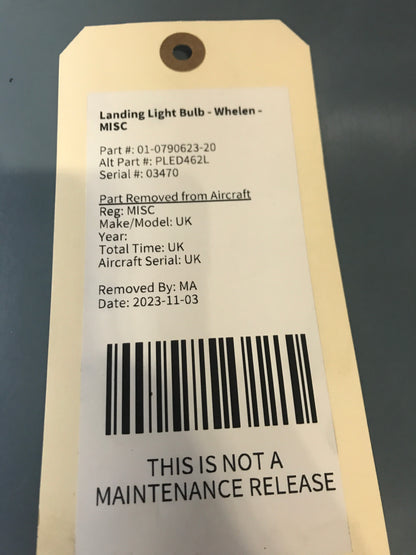 Landing Light Bulb - Whelen -
MISC
Part #: 01-0790623-20
Alt Part #: PLED462L
Serial #: 03470
Part Removed from Aircraft
Reg: MISC
Make/Model: UK
Year:
Total Time: UK
Aircraft Serial: UK
Removed By: MA
Date: 2023-11-03
THIS IS NOT A
MAINTENANCE RELEASE